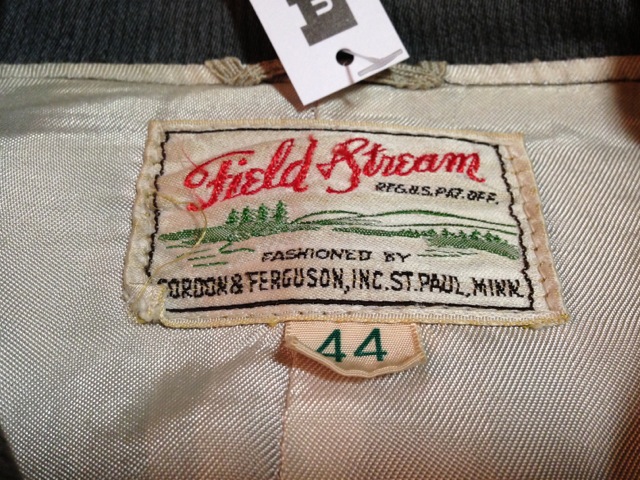 Field & Stream
REG.U.S.PAT.OFF.
FASHIONED BY
GORDON & FERGUSON, INC. ST. PAUL, MINN.
44